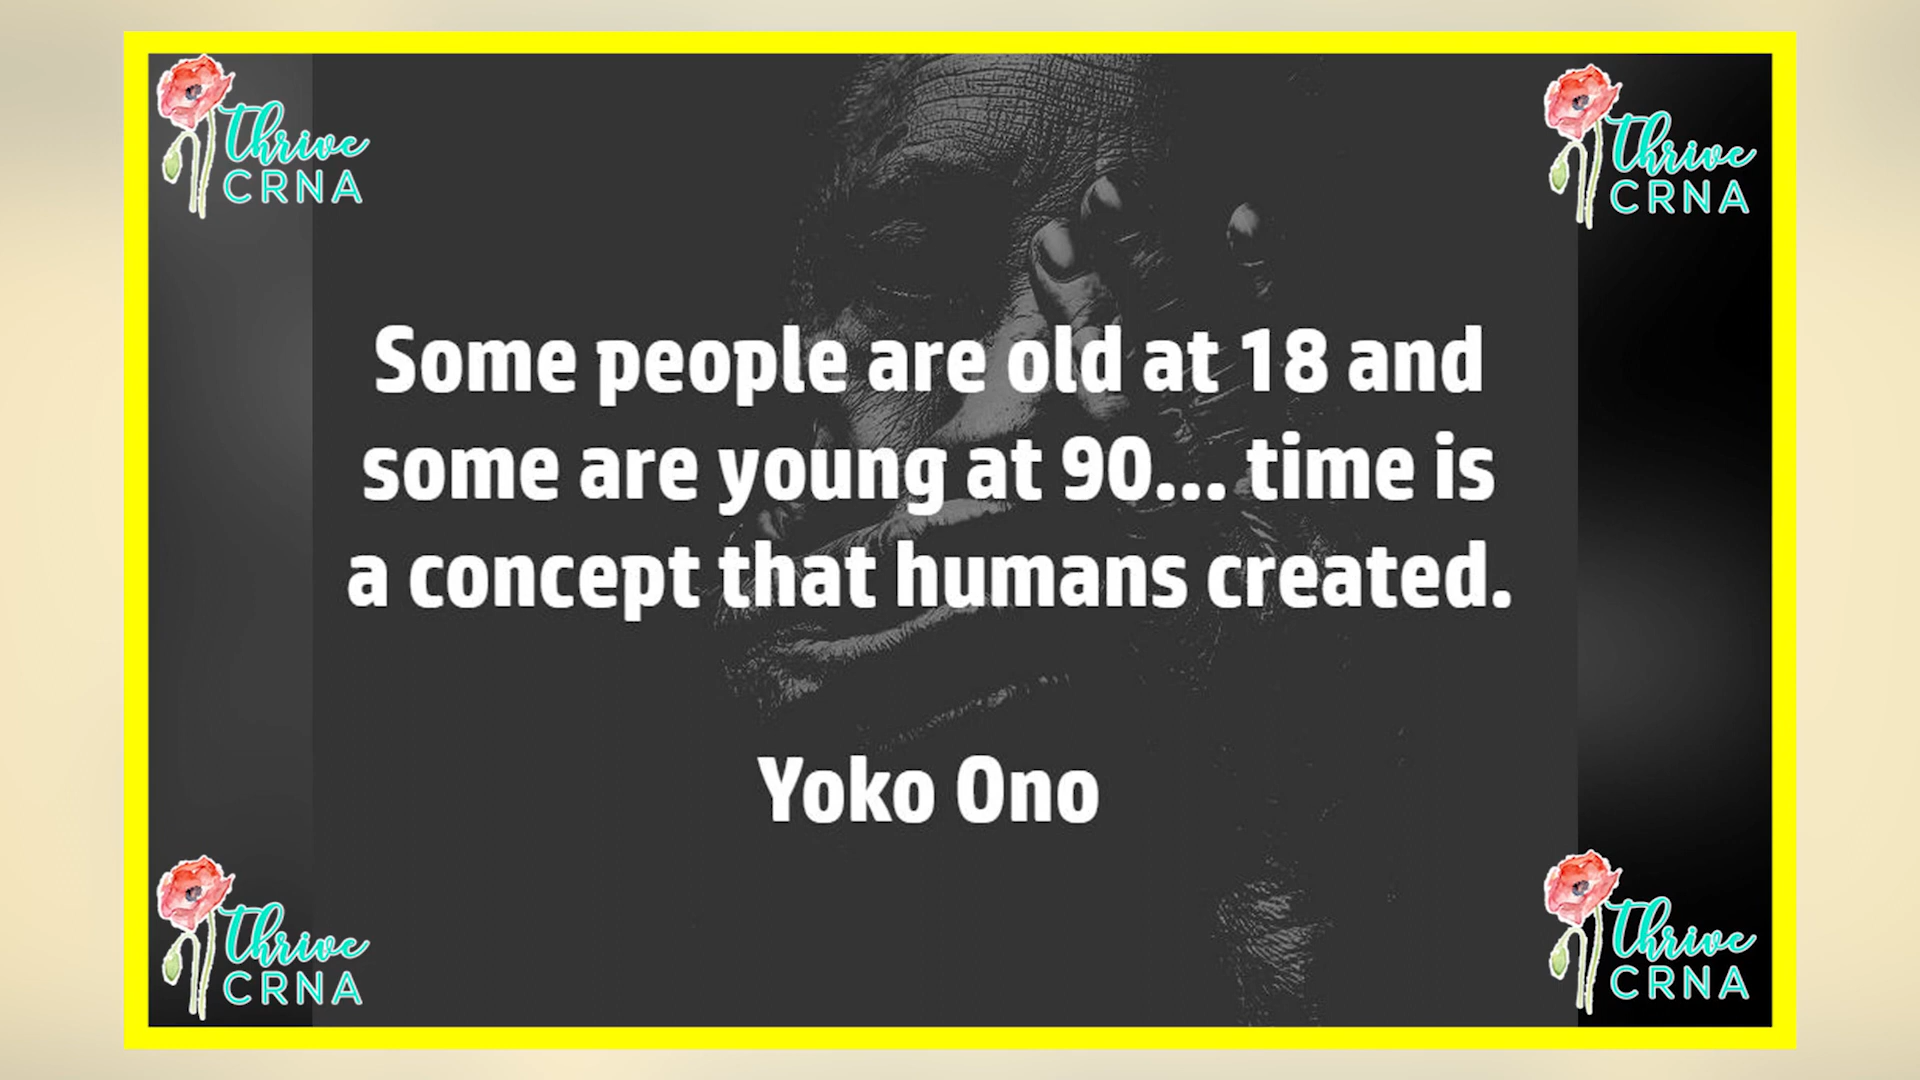 Thrive
CRNA
Thrive
CRNA
Some people are old at 18 and
some are young at 90... time is
a concept that humans created.
Yoko Ono
Thrive
CRNA
Thrive
CRNA